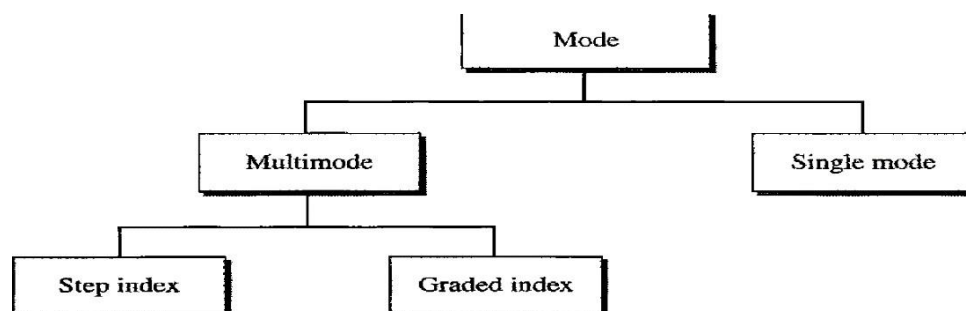 Mode
Multimode
Single mode
Step index
Graded index